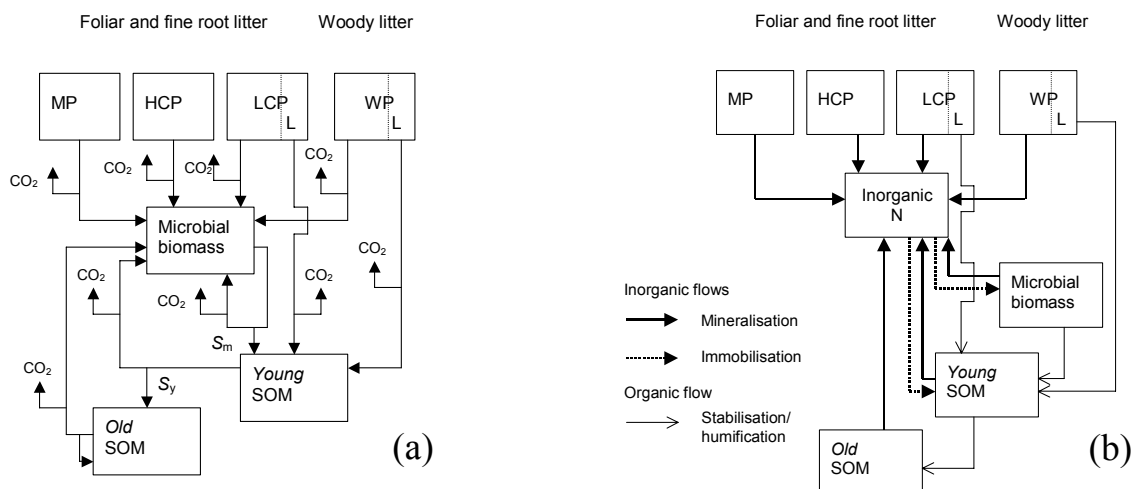 Foliar and fine root litter
Woody litter
MP
HCP
LCP
L
WP
L
CO₂
CO₂
CO₂
CO₂
Microbial
biomass
CO₂
CO₂
CO₂
CO₂
Sm
Young
SOM
CO₂
Sy
Old
SOM
(a)
Foliar and fine root litter
Woody litter
MP
HCP
LCP
L
WP
L
Inorganic
N
Microbial
biomass
Inorganic flows
Mineralisation
Immobilisation
Organic flow
Stabilisation/
humification
Young
SOM
Old
SOM
(b)